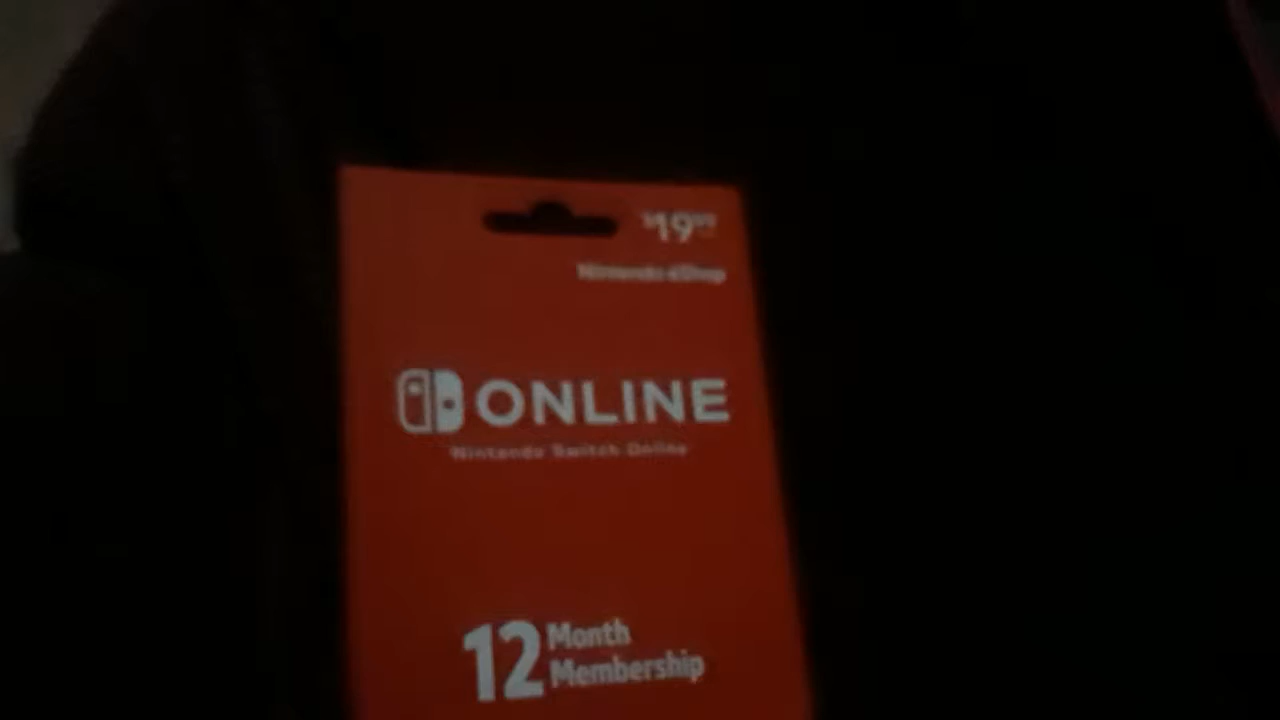 $19.99
Nintendo eShop
ONLINE
Nintendo Switch Online
12 Month
Membership